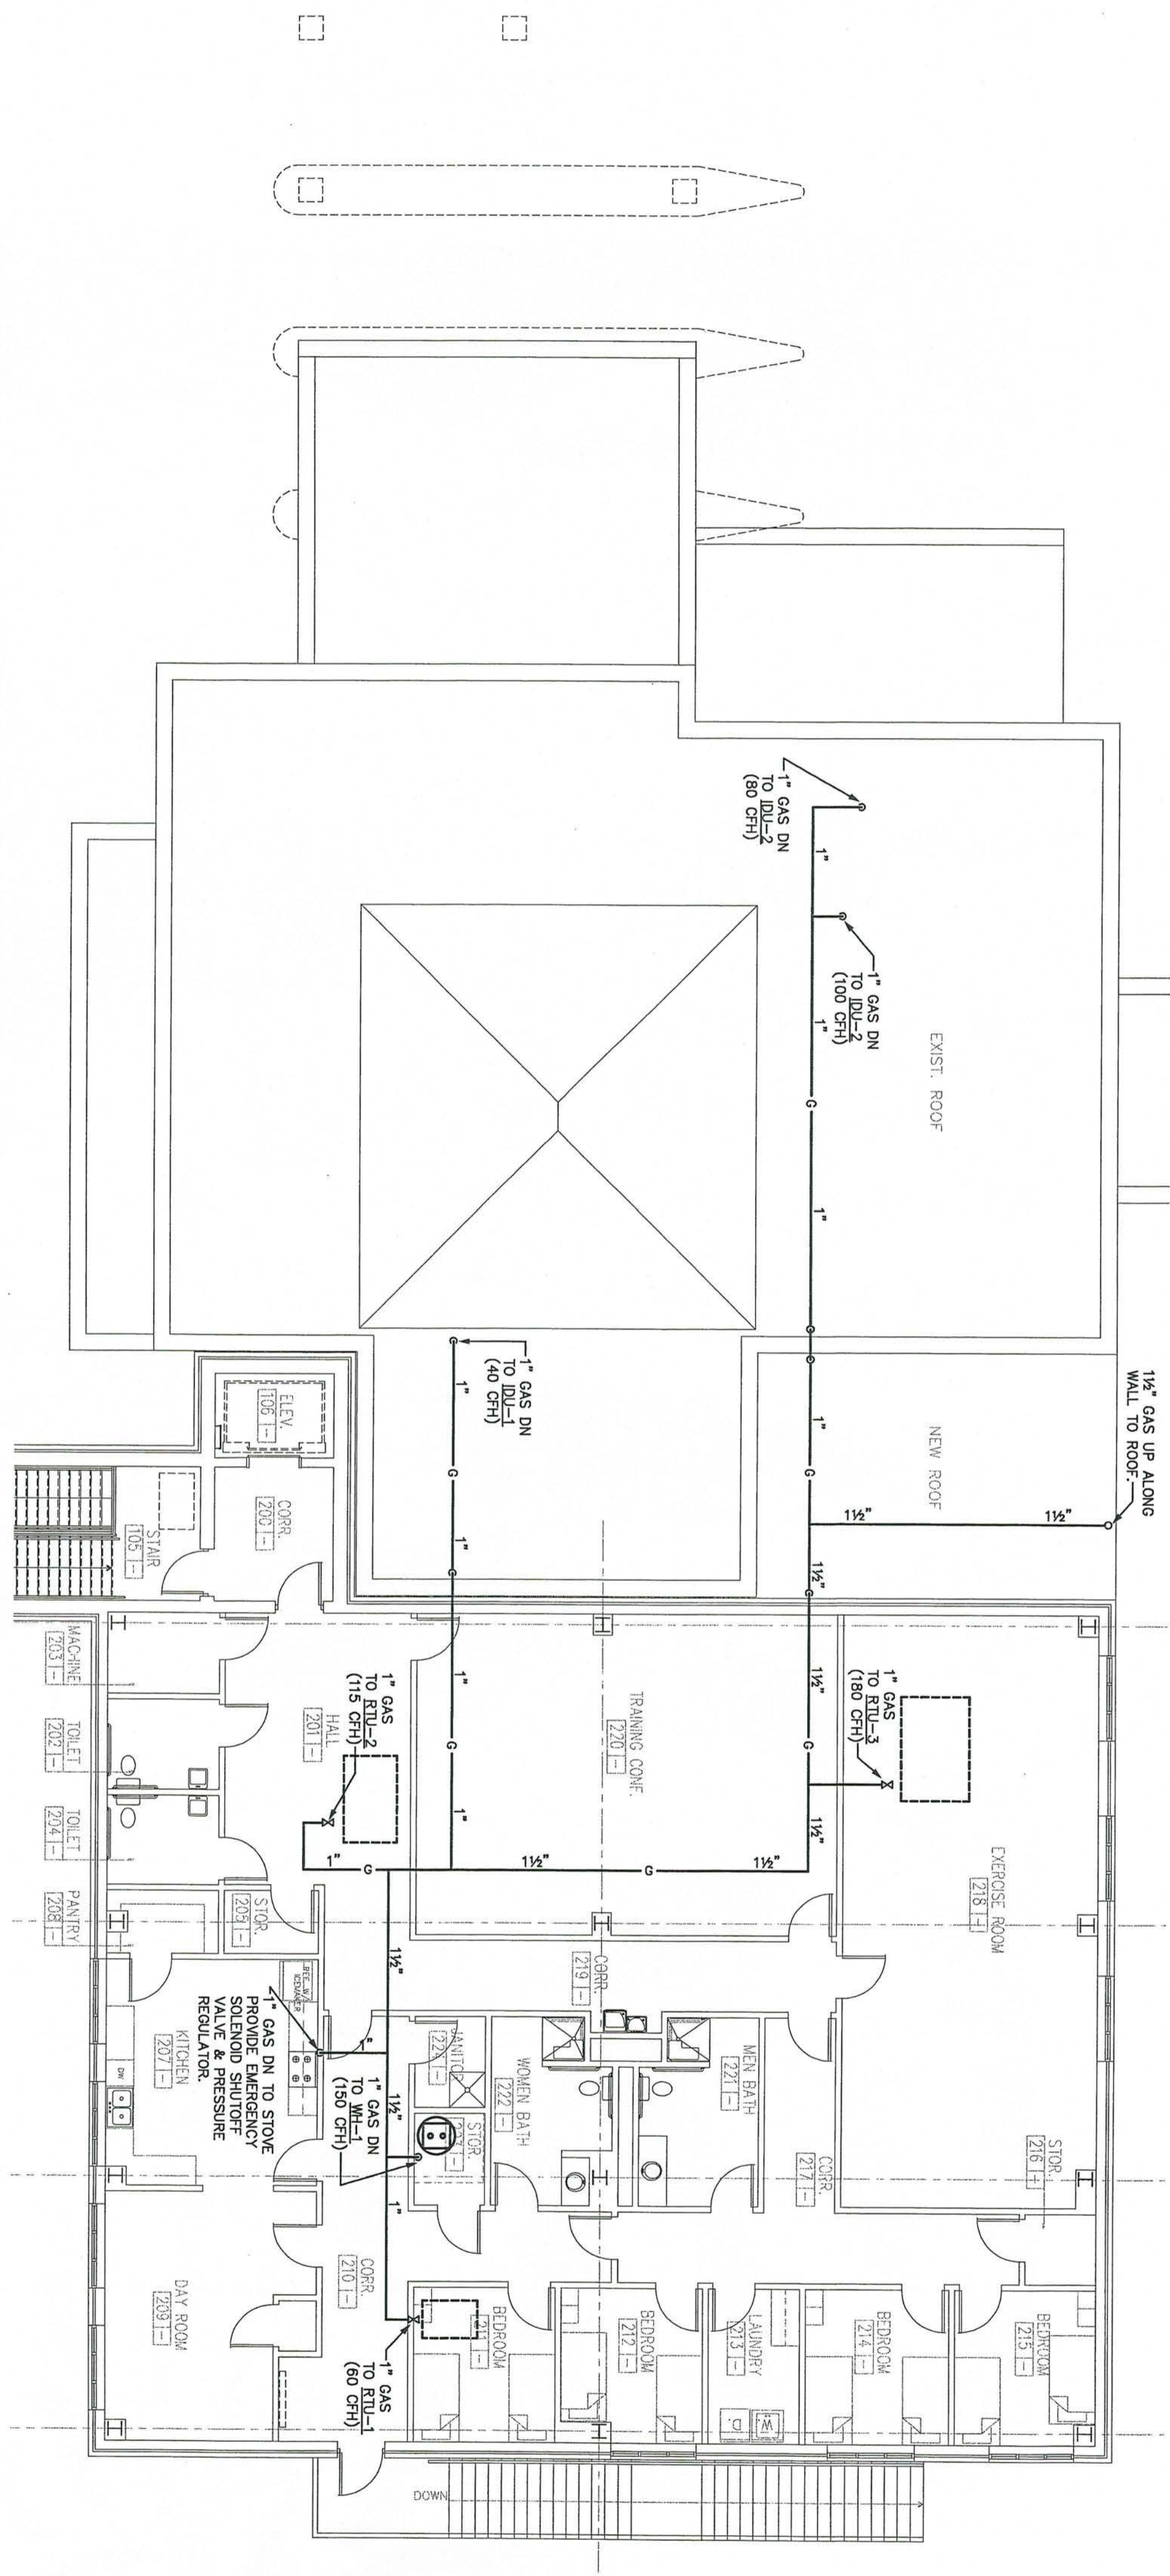 1½" GAS UP ALONG
WALL TO ROOF.
1" GAS DN
TO IDU-2
(80 CFH)
1"
1" GAS DN
TO IDU-2
(100 CFH)
1"
EXIST. ROOF
G
1"
1" GAS DN
TO IDU-1
(40 CFH)
1"
G
1"
1"
G
NEW ROOF
1½"
1½"
1½"
ELEV.
106 -
CORR.
200 -
STAIR
105 -
MACHINE
203 -
TOILET
202 -
TOILET
204 -
PANTRY
208 -
HALL
201 -
1" GAS
TO RTU-2
(115 CFH)
1"
G
1"
G
1"
TRAINING CONF.
220 -
1½"
G
1½"
1½"
G
1½"
1" GAS
TO RTU-3
(180 CFH)
EXERCISE ROOM
218 -
STOR.
205 -
REF. W/
ICEMAKER
1½"
CORR.
219 -
KITCHEN
207 -
DW
1" GAS DN TO STOVE
PROVIDE EMERGENCY
SOLENOID SHUTOFF
VALVE & PRESSURE
REGULATOR.
1"
1½"
JANITOR
224 -
1" GAS DN
TO WH-1
(150 CFH)
STOR.
WOMEN BATH
222 -
MEN BATH
221 -
CORR.
217 -
STOR
216 -
1"
CORR.
210 -
DAY ROOM
209 -
1" GAS
TO RTU-1
(60 CFH)
BEDROOM
BEDROOM
212 -
LAUNDRY
213 -
W
D
BEDROOM
214 -
BEDROOM
215 -
DOWN